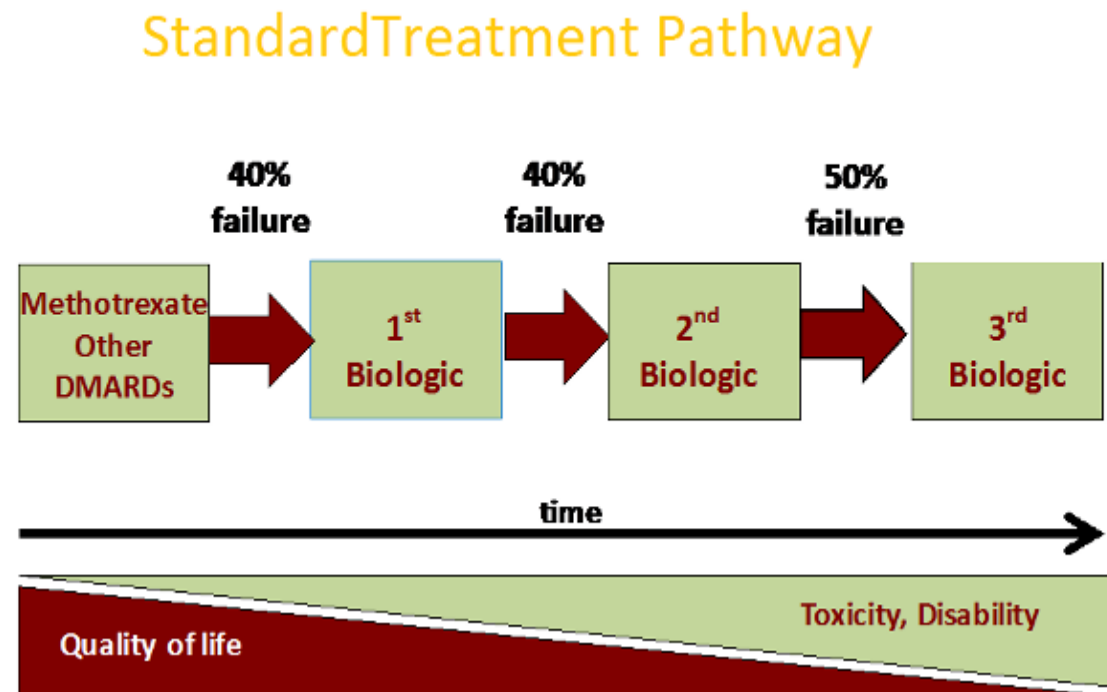 StandardTreatment Pathway
40%
failure
40%
failure
50%
failure
Methotrexate
Other
DMARDs
1st
Biologic
2nd
Biologic
3rd
Biologic
time
Toxicity, Disability
Quality of life